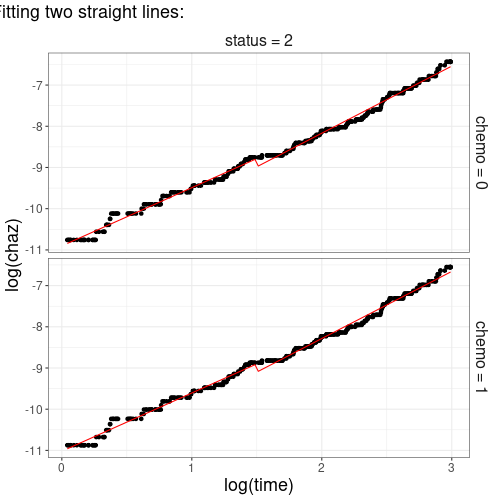 Fitting two straight lines:
status = 2
-7
-8
-9
-10
-11
chemo = 0
-7
-8
-9
-10
-11
chemo = 1
log(chaz)
0 1 2 3
log(time)